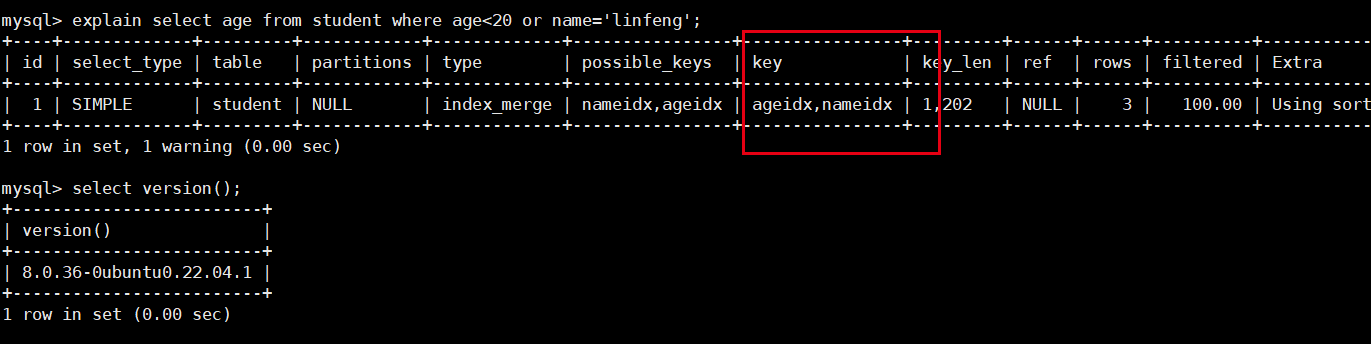 mysql> explain select age from student where age<20 or name='linfeng';
+----+-------------+---------+------------+-------------+----------------+----------------+---------+------+------+----------+-----------
| id | select_type | table   | partitions | type        | possible_keys  | key            | key_len | ref  | rows | filtered | Extra
+----+-------------+---------+------------+-------------+----------------+----------------+---------+------+------+----------+-----------
|  1 | SIMPLE      | student | NULL       | index_merge | nameidx,ageidx | ageidx,nameidx | 1,202   | NULL |    3 |   100.00 | Using sort
+----+-------------+---------+------------+-------------+----------------+----------------+---------+------+------+----------+-----------
1 row in set, 1 warning (0.00 sec)
mysql> select version();
+-------------------------+
| version()               |
+-------------------------+
| 8.0.36-0ubuntu0.22.04.1 |
+-------------------------+
1 row in set (0.00 sec)